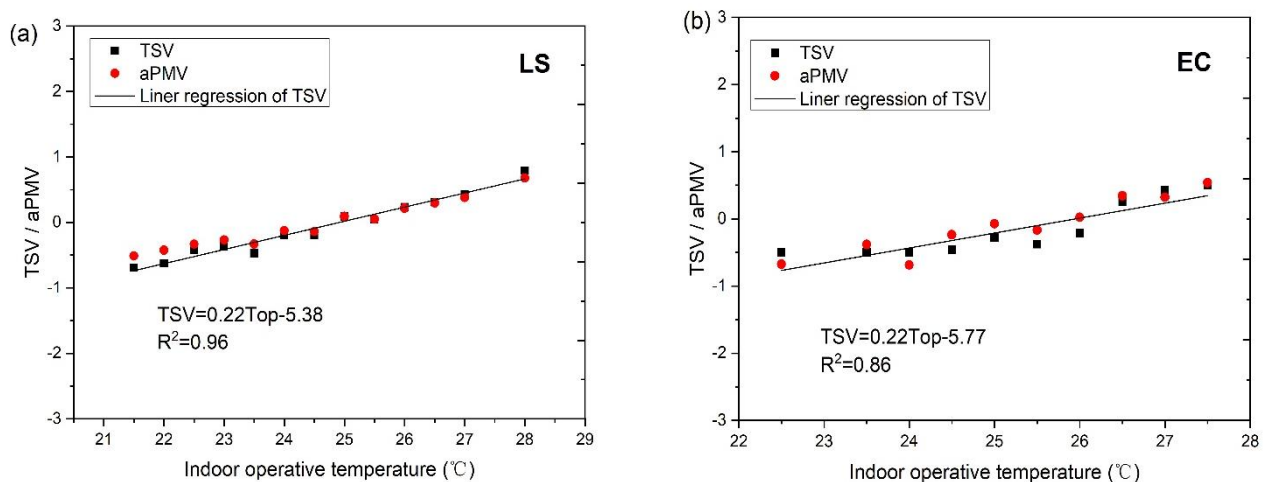 (a)
TSV
aPMV
Liner regression of TSV
LS
3
2
1
0
-1
-2
-3
TSV / aPMV
TSV=0.22Top-5.38
R²=0.96
21 22 23 24 25 26 27 28 29
Indoor operative temperature (℃)
(b)
TSV
aPMV
Liner regression of TSV
EC
3
2
1
0
-1
-2
-3
TSV / aPMV
TSV=0.22Top-5.77
R²=0.86
22 23 24 25 26 27 28
Indoor operative temperature (℃)